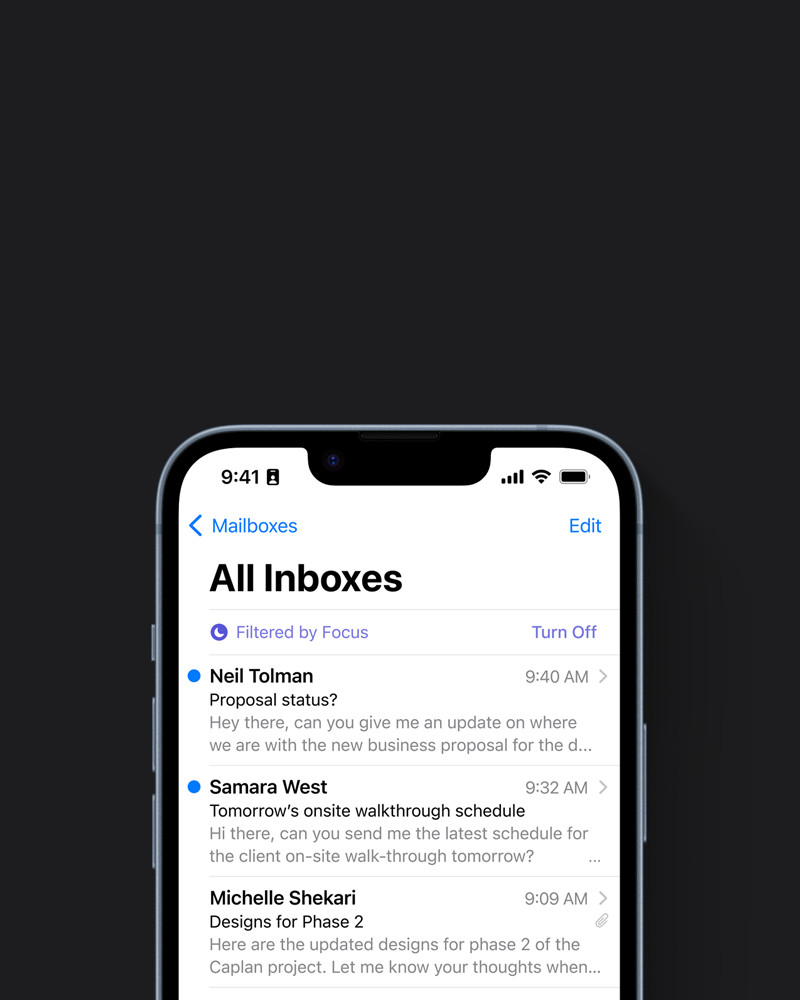 9:41
Mailboxes
Edit
All Inboxes
Filtered by Focus
Turn Off
Neil Tolman
9:40 AM
Proposal status?
Hey there, can you give me an update on where
we are with the new business proposal for the d...
Samara West
9:32 AM
Tomorrow’s onsite walkthrough schedule
Hi there, can you send me the latest schedule for
the client on-site walk-through tomorrow? ...
Michelle Shekari
9:09 AM
Designs for Phase 2
Here are the updated designs for phase 2 of the
Caplan project. Let me know your thoughts when...